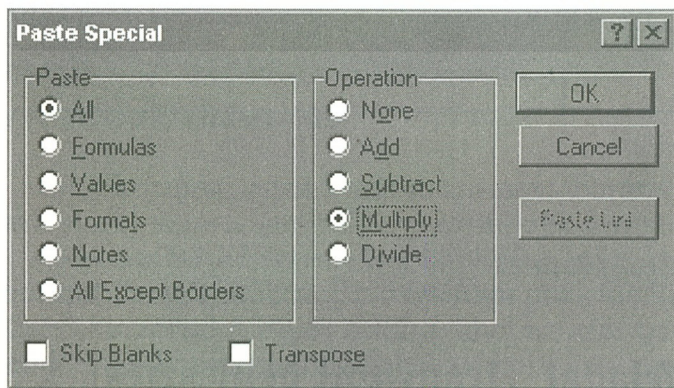 Paste Special
Paste
All
Formulas
Values
Formats
Notes
All Except Borders
Operation
None
Add
Subtract
Multiply
Divide
OK
Cancel
Paste Link
Skip Blanks
Transpose